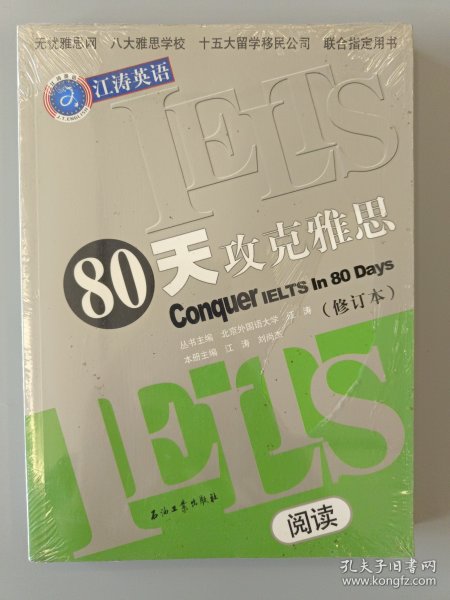 无忧雅思网 八大雅思学校 十五大留学移民公司 联合指定用书
江涛英语
J.T.ENGLISH
IELTS
80天攻克雅思
Conquer IELTS In 80 Days
（修订本）
丛书主编 北京外国语大学 江涛
本册主编 江涛 刘尚杰
IELTS
石油工业出版社
阅读
孔夫子旧书网
www.kongfz.com